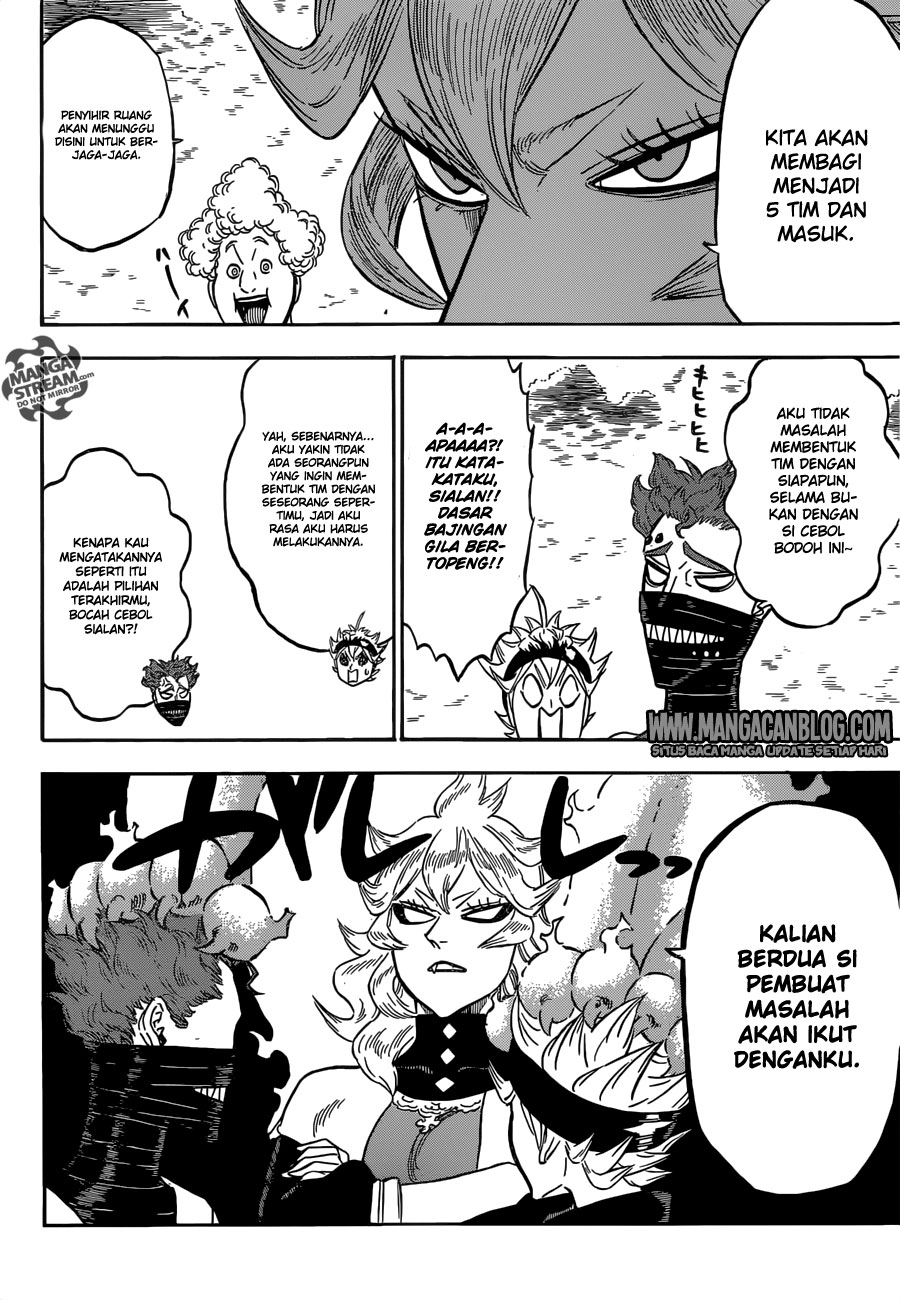 KITA AKAN
MEMBAGI
MENJADI
5 TIM DAN
MASUK.
PENYIHIR RUANG
AKAN MENUNGGU
DISINI UNTUK BER-
JAGA-JAGA.
AKU TIDAK
MASALAH
MEMBENTUK
TIM DENGAN
SIAPAPUN,
SELAMA BU-
KAN DENGAN
SI CEBOL
BODOH INI~
キヒヒヒヒ
A-A-A-
APAAAA?!
ITU KATA-
KATAKU,
SIALAN!!
DASAR
BAJINGAN
GILA BER-
TOPENG!!
YAH, SEBENARNYA...
AKU YAKIN TIDAK
ADA SEORANGPUN
YANG INGIN MEM-
BENTUK TIM DENGAN
SESEORANG SEPER-
TIMU, JADI AKU
RASA AKU HARUS
MELAKUKANNYA.
KENAPA KAU
MENGATAKANNYA
SEPERTI ITU
ADALAH PILIHAN
TERAKHIRMU,
BOCAH CEBOL
SIALAN?!
MANGA
STREAM.com
DO NOT MIRROR!
WWW.MANGACANBLOG.COM
SITUS BACA MANGA UPDATE SETIAP HARI
KALIAN
BERDUA SI
PEMBUAT
MASALAH
AKAN IKUT
DENGANKU.